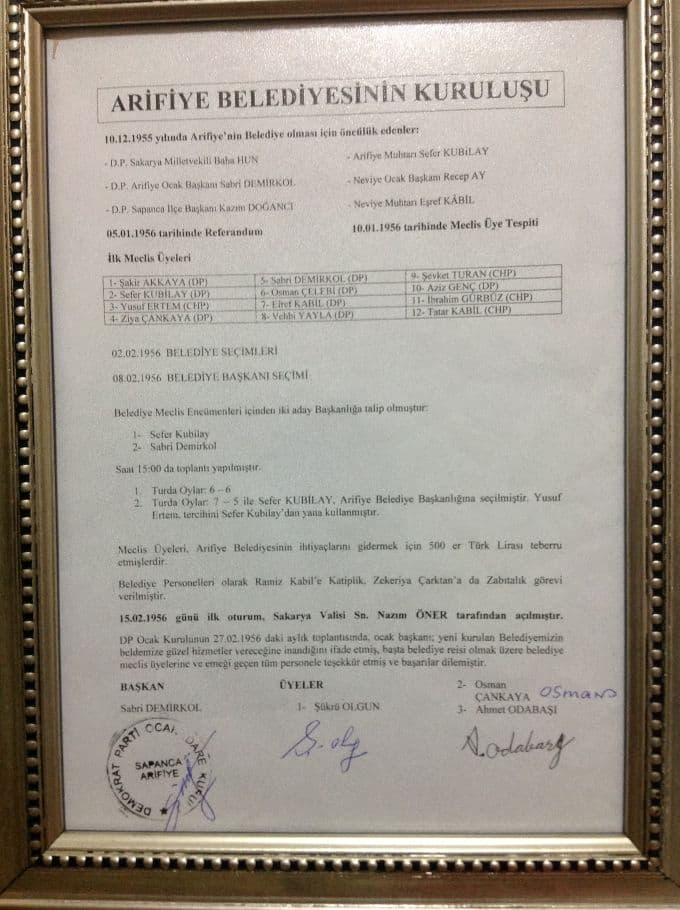 ARİFİYE BELEDİYESİNİN KURULUŞU
10.12.1955 yılında Arifiye'nin Belediye olması için öncülük edenler:
- D.P. Sakarya Milletvekili Baha HUN
- Arifiye Muhtarı Sefer KUBİLAY
- D.P. Arifiye Ocak Başkanı Sabri DEMİRKOL
- Neviye Ocak Başkanı Recep AY
- D.P. Sapanca İlçe Başkanı Kazım DOĞANCI
- Neviye Muhtarı Eşref KÂBİL
05.01.1956 tarihinde Referandum
10.01.1956 tarihinde Meclis Üye Tespiti
İlk Meclis Üyeleri
1- Şakir AKKAYA (DP)
2- Sefer KUBİLAY (DP)
3- Yusuf ERTEM (CHP)
4- Ziya ÇANKAYA (DP)
5- Sabri DEMİRKOL (DP)
6- Osman ÇELEBİ (DP)
7- Elref KABİL (DP)
8- Vehbi YAYLA (DP)
9- Şevket TURAN (CHP)
10- Aziz GENÇ (DP)
11- İbrahim GÜRBÜZ (CHP)
12- Tatar KABİL (CHP)
02.02.1956 BELEDİYE SEÇİMLERİ
08.02.1956 BELEDİYE BAŞKANI SEÇİMİ
Belediye Meclis Encümenleri içinden iki aday Başkanlığa talip olmuştur:
1- Sefer Kubilay
2- Sabri Demirkol
Saat 15:00 da toplantı yapılmıştır.
1. Turda Oylar: 6 – 6
2. Turda Oylar: 7 – 5 ile Sefer KUBİLAY, Arifiye Belediye Başkanlığına seçilmiştir. Yusuf
Ertem, tercihini Sefer Kubilay'dan yana kullanmıştır.
Meclis Üyeleri, Arifiye Belediyesinin ihtiyaçlarını gidermek için 500 er Türk Lirası teberru
etmişlerdir.
Belediye Personelleri olarak Ramiz Kabil'e Katiplik, Zekeriya Çarktan'a da Zabıtalık görevi
verilmiştir.
15.02.1956 günü ilk oturum, Sakarya Valisi Sn. Nazım ÖNER tarafından açılmıştır.
DP Ocak Kurulunun 27.02.1956 daki aylık toplantısında, ocak başkanı; yeni kurulan Belediyemizin
beldemize güzel hizmetler vereceğine inandığını ifade etmiş, başta belediye reisi olmak üzere belediye
meclis üyelerine ve emeği geçen tüm personele teşekkür etmiş ve başarılar dilemiştir.
BAŞKAN
Sabri DEMİRKOL
ÜYELER
1- Şükrü OLGUN
2- Osman
ÇANKAYA
OSMAN
3- Ahmet ODABAŞI
A.odabaşı
DEMOKRAT PARTİ OCAK İDARE KURULU
SAPANCA
ARİFİYE